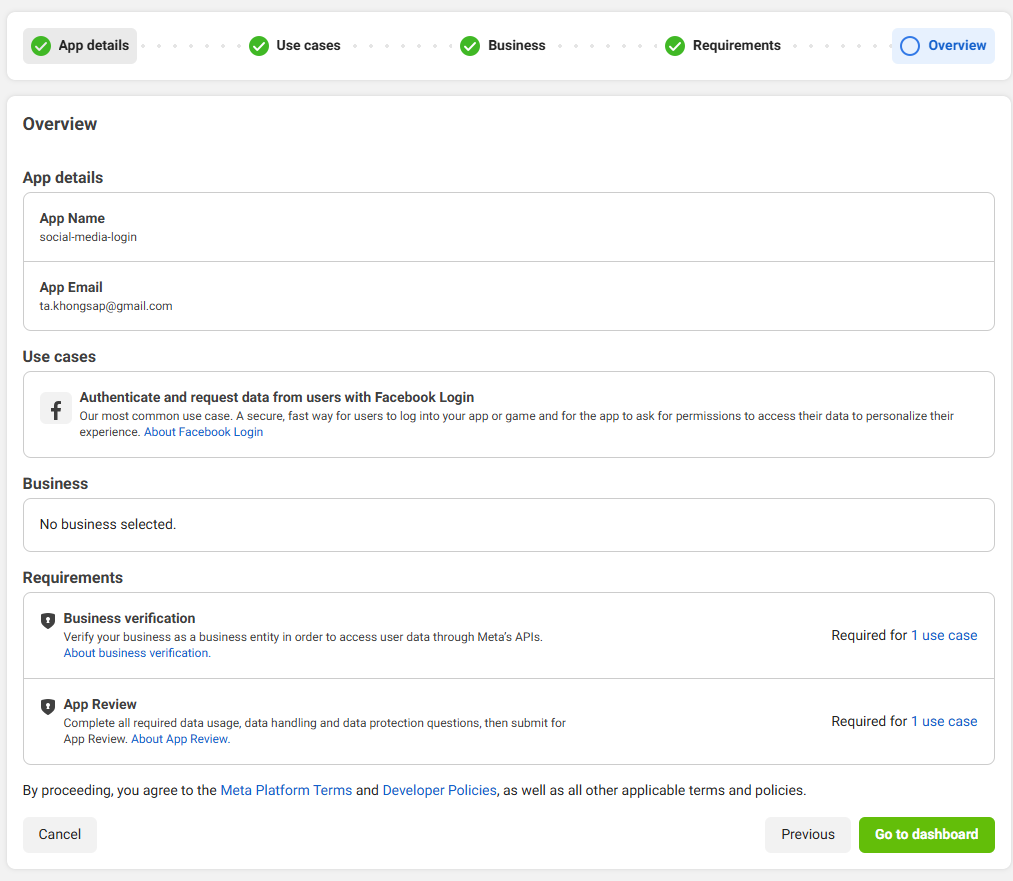 App details
Use cases
Business
Requirements
Overview
Overview
App details
App Name
social-media-login
App Email
ta.khongsap@gmail.com
Use cases
Authenticate and request data from users with Facebook Login
Our most common use case. A secure, fast way for users to log into your app or game and for the app to ask for permissions to access their data to personalize their
experience. About Facebook Login
Business
No business selected.
Requirements
Business verification
Verify your business as a business entity in order to access user data through Meta's APIs.
About business verification.
Required for 1 use case
App Review
Complete all required data usage, data handling and data protection questions, then submit for
App Review. About App Review.
Required for 1 use case
By proceeding, you agree to the Meta Platform Terms and Developer Policies, as well as all other applicable terms and policies.
Cancel
Previous
Go to dashboard